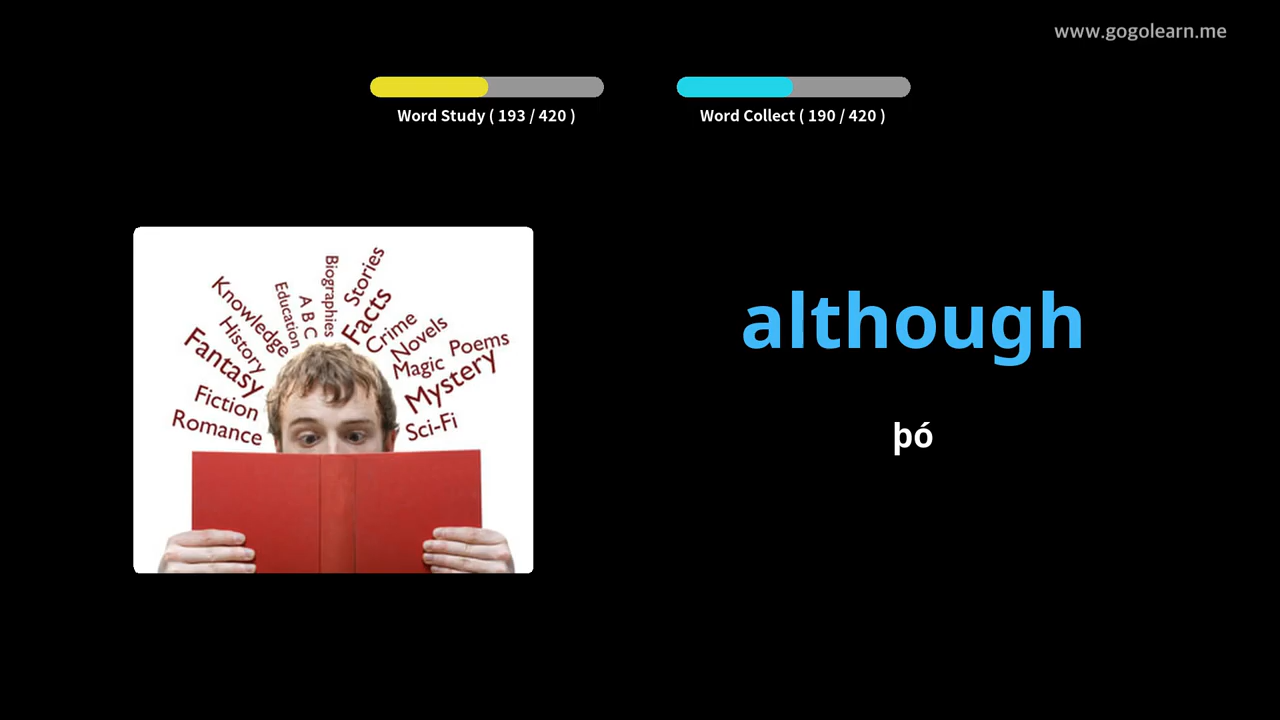 www.gogolearn.me
Word Study ( 193 / 420 )
Word Collect ( 190 / 420 )
Knowledge
History
Fantasy
Fiction
Romance
Education
A B C
Biographies
Stories
Facts
Crime
Novels
Magic
Poems
Mystery
Sci-Fi
although
þó